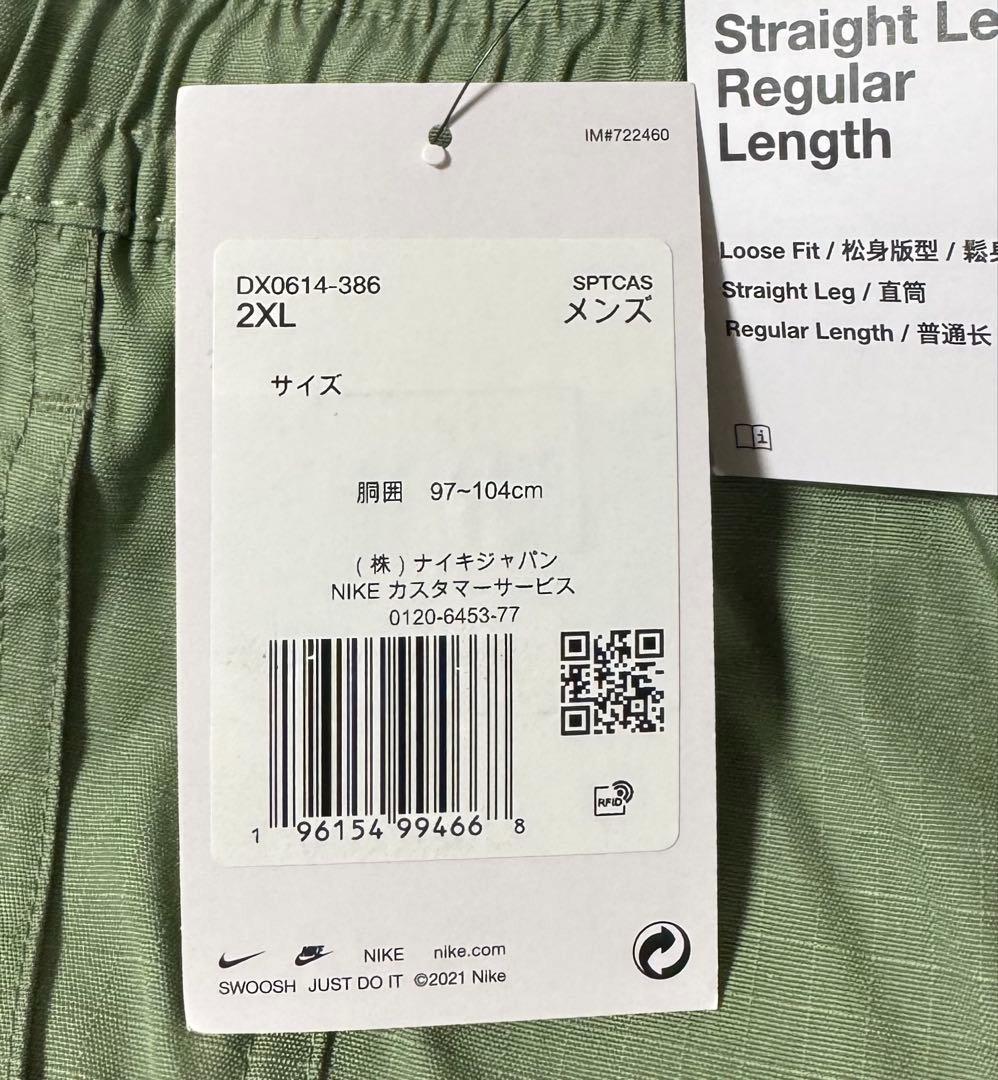 IM#722460
DX0614-386
SPTCAS
2XL
メンズ
サイズ
胴囲 97~104cm
(株)ナイキジャパン
NIKE カスタマーサービス
0120-6453-77
1 96154 99466 8
RFID
NIKE nike.com
SWOOSH JUST DO IT ©2021 Nike
Straight Le
Regular
Length
Loose Fit / 松身版型 / 鬆身
Straight Leg / 直筒
Regular Length / 普通长